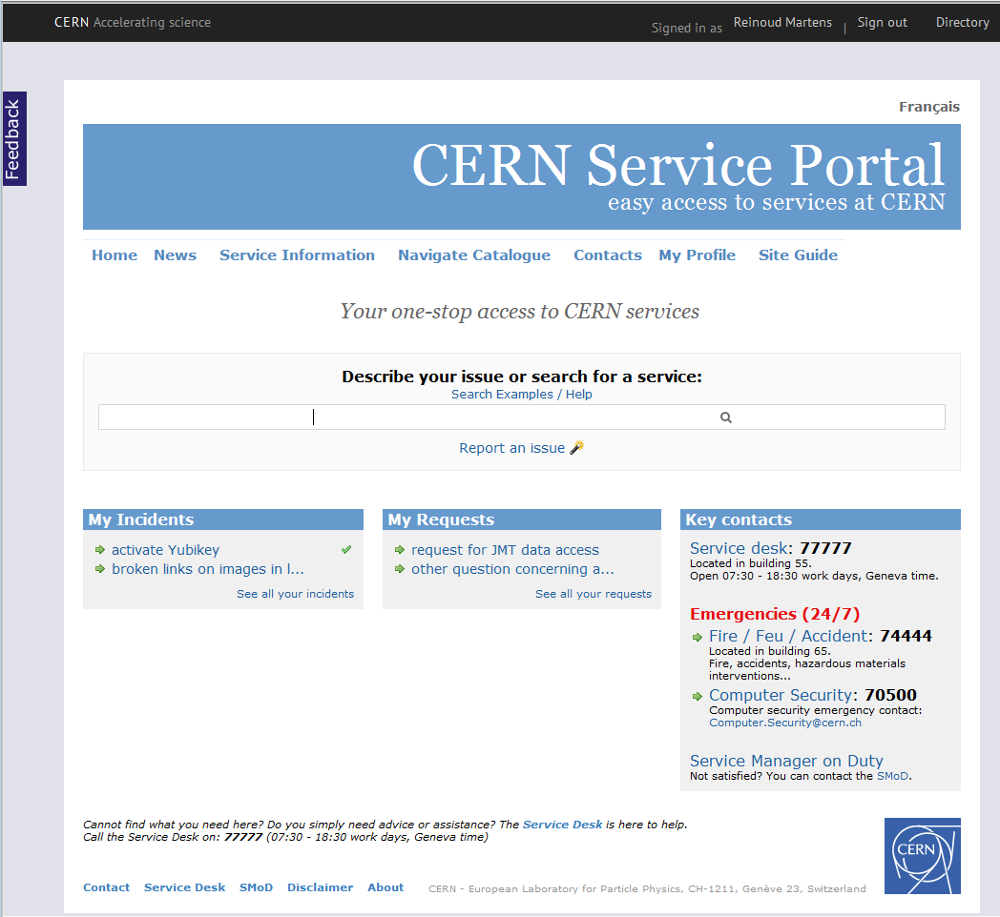 CERN Accelerating science
Signed in as Reinoud Martens | Sign out Directory
Feedback
Français
CERN Service Portal
easy access to services at CERN
Home News Service Information Navigate Catalogue Contacts My Profile Site Guide
Your one-stop access to CERN services
Describe your issue or search for a service:
Search Examples / Help
Report an issue
My Incidents
activate Yubikey
broken links on images in l...
See all your incidents
My Requests
request for JMT data access
other question concerning a...
See all your requests
Key contacts
Service desk: 77777
Located in building 55.
Open 07:30 - 18:30 work days, Geneva time.
Emergencies (24/7)
Fire / Feu / Accident: 74444
Located in building 65.
Fire, accidents, hazardous materials
interventions...
Computer Security: 70500
Computer security emergency contact:
Computer.Security@cern.ch
Service Manager on Duty
Not satisfied? You can contact the SMoD.
Cannot find what you need here? Do you simply need advice or assistance? The Service Desk is here to help.
Call the Service Desk on: 77777 (07:30 - 18:30 work days, Geneva time)
CERN
Contact Service Desk SMoD Disclaimer About CERN - European Laboratory for Particle Physics, CH-1211, Genève 23, Switzerland